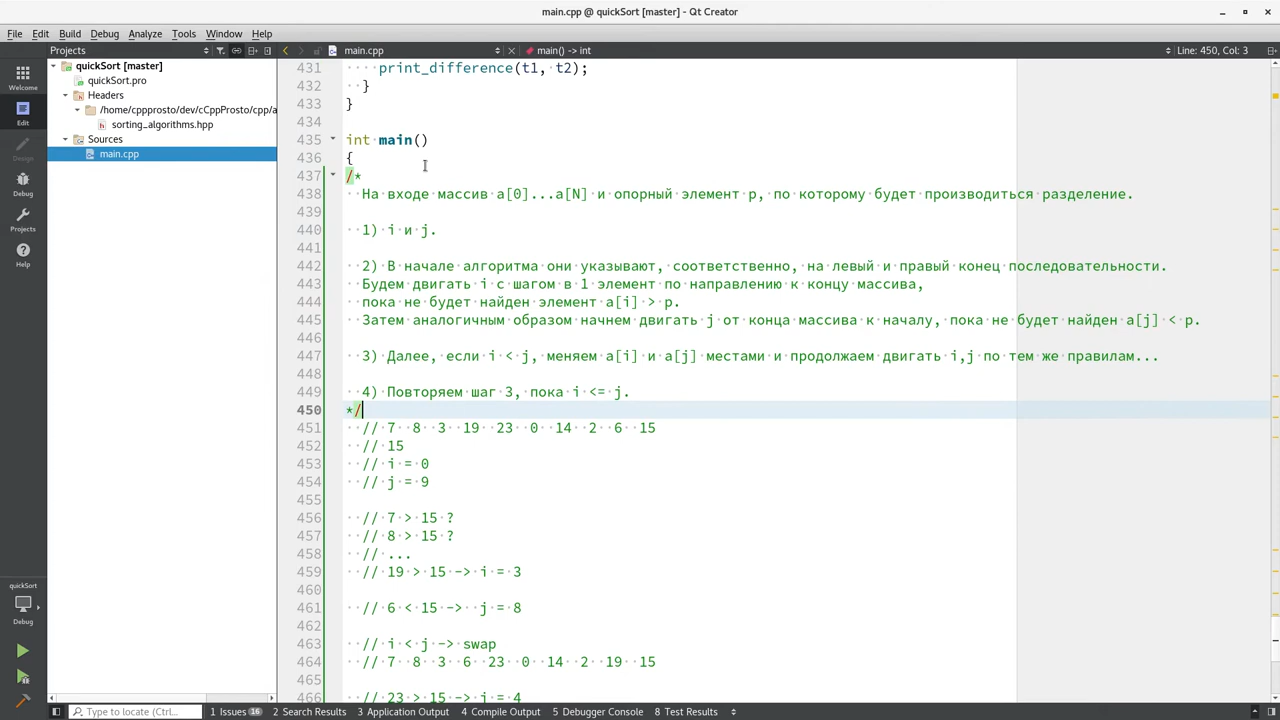 main.cpp @ quickSort [master] - Qt Creator
File Edit Build Debug Analyze Tools Window Help
Projects main.cpp main() -> int Line: 450, Col: 3
Welcome
Edit
Design
Debug
Projects
Help
quickSort
Debug
quickSort [master]
quickSort.pro
Headers
/home/cppprosto/dev/cCppProsto/cpp/a
sorting_algorithms.hpp
Sources
main.cpp
431 print_difference(t1, t2);
432 }
433 }
434
435 int main()
436 {
437 /*
438 На входе массив a[0]...a[N] и опорный элемент p, по которому будет производиться разделение.
439
440 1) i и j.
441
442 2) В начале алгоритма они указывают, соответственно, на левый и правый конец последовательности.
443 Будем двигать i с шагом в 1 элемент по направлению к концу массива,
444 пока не будет найден элемент a[i] > p.
445 Затем аналогичным образом начнем двигать j от конца массива к началу, пока не будет найден a[j] < p.
446
447 3) Далее, если i < j, меняем a[i] и a[j] местами и продолжаем двигать i,j по тем же правилам...
448
449 4) Повторяем шаг 3, пока i <= j.
450 */
451 // 7 8 3 19 23 0 14 2 6 15
452 // 15
453 // i = 0
454 // j = 9
455
456 // 7 > 15 ?
457 // 8 > 15 ?
458 // ...
459 // 19 > 15 -> i = 3
460
461 // 6 < 15 -> j = 8
462
463 // i < j -> swap
464 // 7 8 3 6 23 0 14 2 19 15
465
466 // 23 > 15 -> i = 4
Type to locate (Ctrl+... 1 Issues 16 2 Search Results 3 Application Output 4 Compile Output 5 Debugger Console 8 Test Results